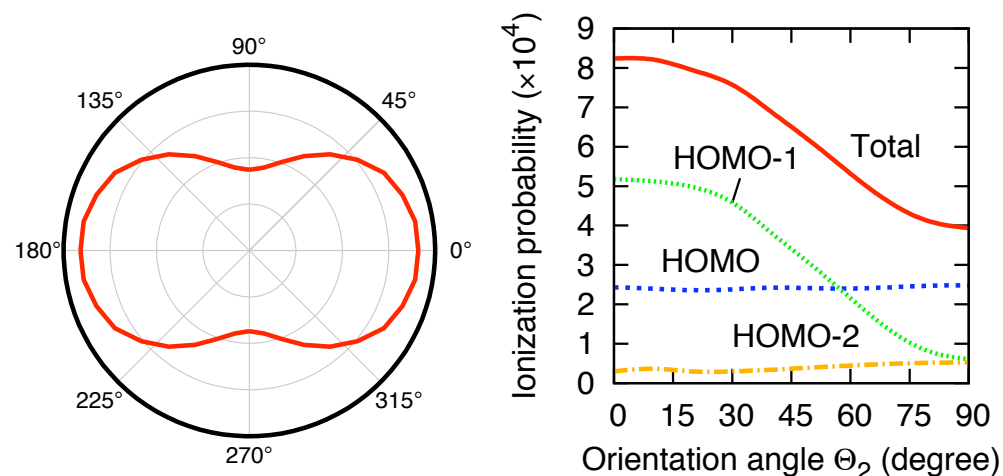 90°
135°
45°
180°
0°
225°
315°
270°
Ionization probability (×10⁴)
9
8
7
6
5
4
3
2
1
0
Total
HOMO-1
HOMO
HOMO-2
0 15 30 45 60 75 90
Orientation angle Θ₂ (degree)